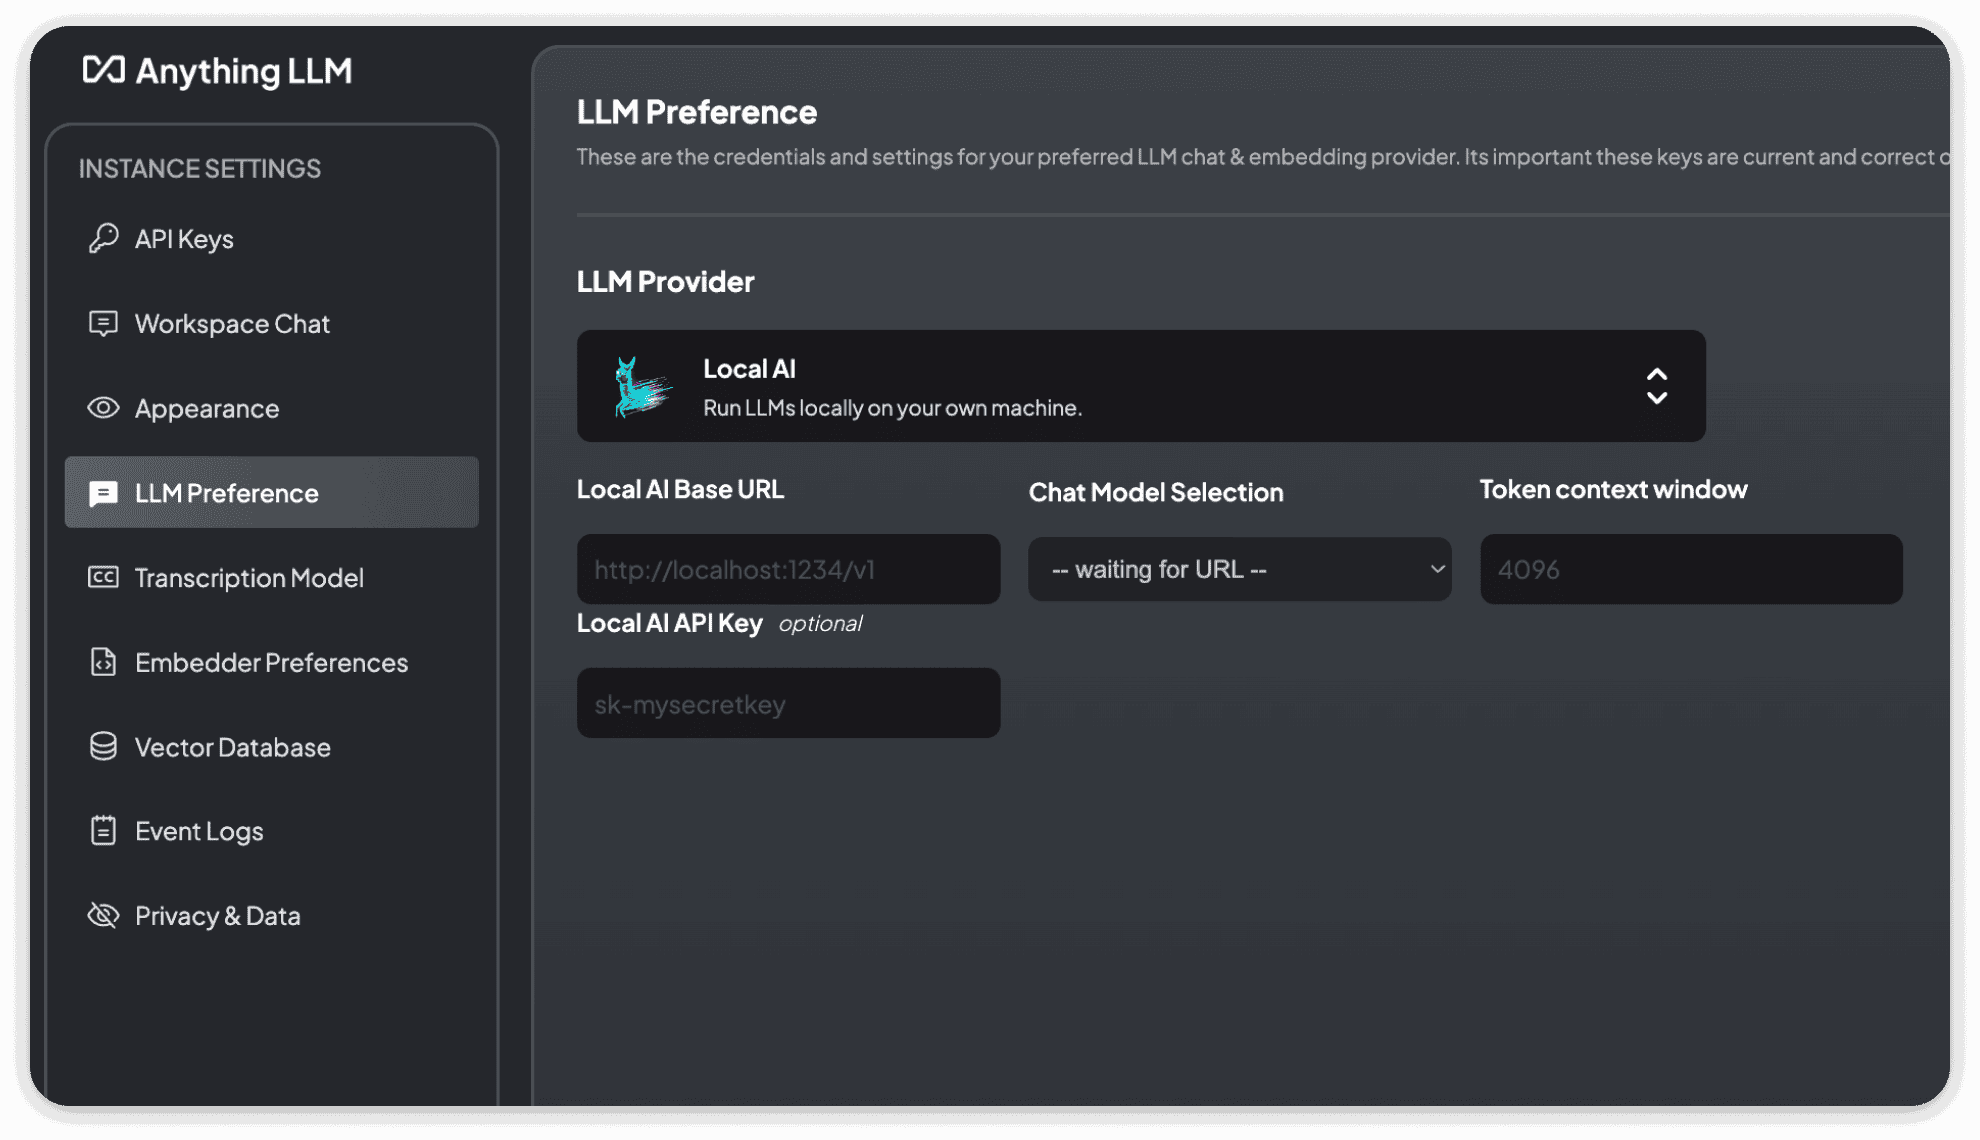 Anything LLM
INSTANCE SETTINGS
API Keys
Workspace Chat
Appearance
LLM Preference
Transcription Model
Embedder Preferences
Vector Database
Event Logs
Privacy & Data
LLM Preference
These are the credentials and settings for your preferred LLM chat & embedding provider. Its important these keys are current and correct
LLM Provider
Local AI
Run LLMs locally on your own machine.
Local AI Base URL
Chat Model Selection
Token context window
http://localhost:1234/v1
-- waiting for URL --
4096
Local AI API Key optional
sk-mysecretkey